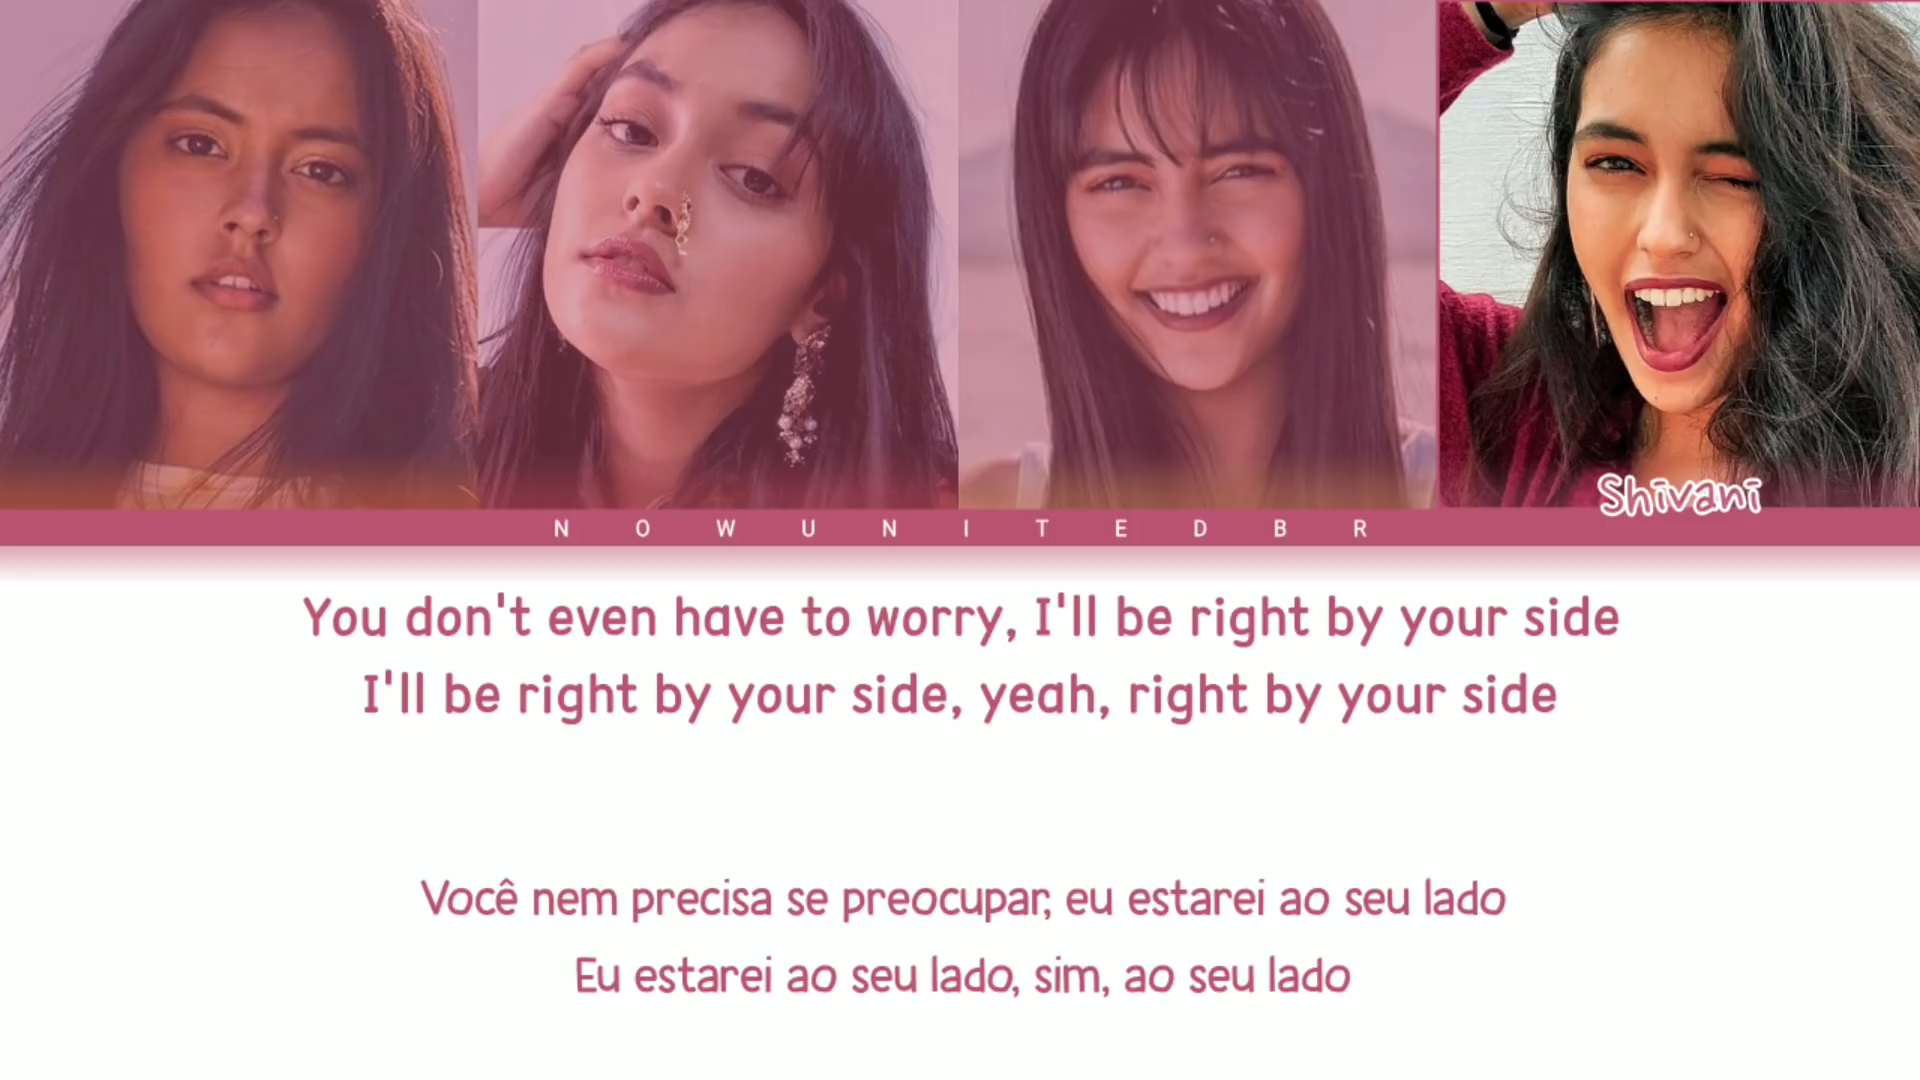 Shivani
NOWUNITEDBR
You don't even have to worry, I'll be right by your side
I'll be right by your side, yeah, right by your side
Você nem precisa se preocupar, eu estarei ao seu lado
Eu estarei ao seu lado, sim, ao seu lado